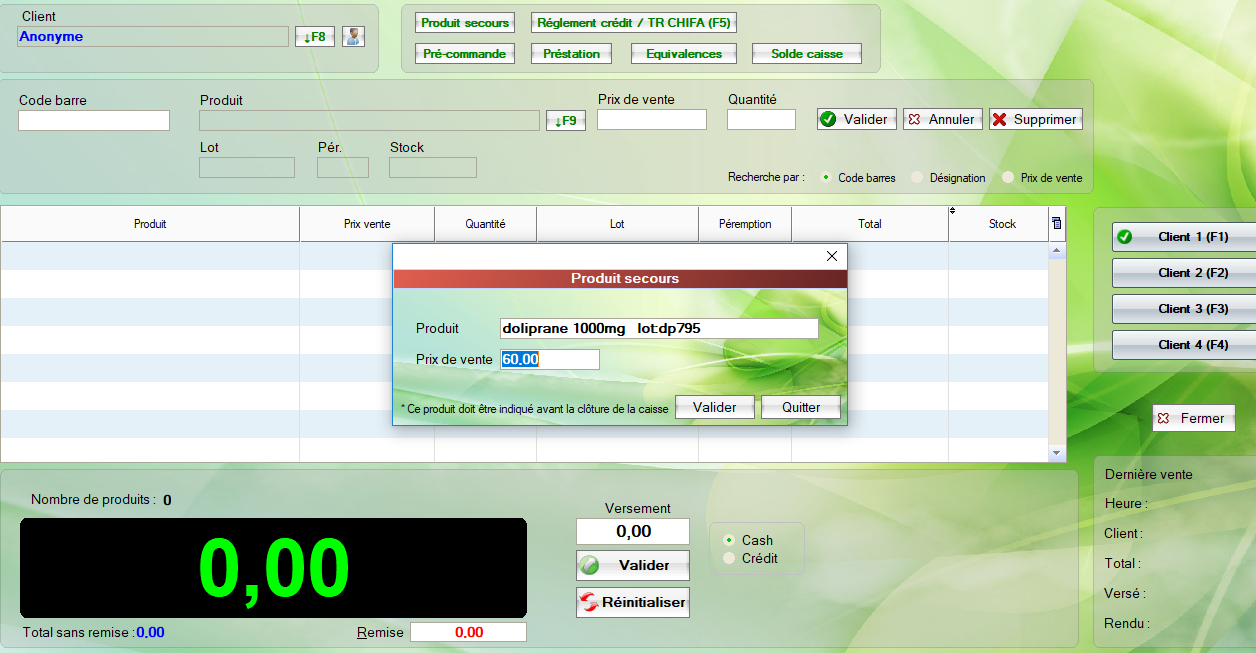 Client
Anonyme
↓F8
Produit secours
Réglement crédit / TR CHIFA (F5)
Pré-commande
Préstation
Equivalences
Solde caisse
Code barre
Produit
↓F9
Prix de vente
Quantité
Valider
Annuler
Supprimer
Lot
Pér.
Stock
Recherche par :
Code barres
Désignation
Prix de vente
Produit
Prix vente
Quantité
Lot
Péremption
Total
Stock
Client 1 (F1)
Client 2 (F2)
Client 3 (F3)
Client 4 (F4)
Produit secours
Produit
doliprane 1000mg lot:dp795
Prix de vente
60,00
* Ce produit doit être indiqué avant la clôture de la caisse
Valider
Quitter
Fermer
Nombre de produits : 0
0,00
Total sans remise : 0,00
Remise
0,00
Versement
0,00
Valider
Réinitialiser
Cash
Crédit
Dernière vente
Heure :
Client :
Total :
Versé :
Rendu :